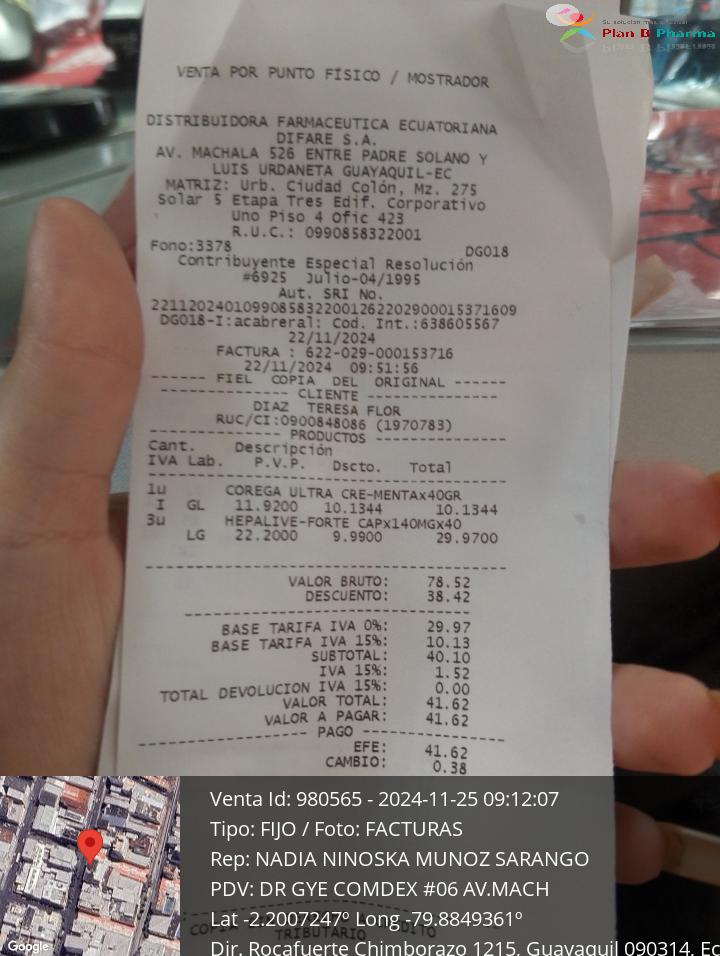 Su solución más actual
Plan B Pharma
VENTA POR PUNTO FÍSICO / MOSTRADOR
DISTRIBUIDORA FARMACEUTICA ECUATORIANA
DIFARE S.A.
AV. MACHALA 526 ENTRE PADRE SOLANO Y
LUIS URDANETA GUAYAQUIL-EC
MATRIZ: Urb. Ciudad Colón, Mz. 275
Solar 5 Etapa Tres Edif. Corporativo
Uno Piso 4 Ofic 423
R.U.C.: 0990858322001
Fono:3378 DG018
Contribuyente Especial Resolución
#6925 Julio-04/1995
Aut. SRI No.
22112024010990858322001262202900015371609
DG018-I:acabreral: Cod. Int.:638605567
22/11/2024
FACTURA : 622-029-000153716
22/11/2024 09:51:56
------ FIEL COPIA DEL ORIGINAL ------
--------------- CLIENTE ---------------
DIAZ TERESA FLOR
RUC/CI:0900848086 (1970783)
-------------- PRODUCTOS --------------
Cant. Descripción
IVA Lab. P.V.P. Dscto. Total
1u COREGA ULTRA CRE-MENTAx40GR
I GL 11.9200 10.1344 10.1344
3u HEPALIVE-FORTE CAPx140MGx40
LG 22.2000 9.9900 29.9700
VALOR BRUTO: 78.52
DESCUENTO: 38.42
BASE TARIFA IVA 0%: 29.97
BASE TARIFA IVA 15%: 10.13
SUBTOTAL: 40.10
IVA 15%: 1.52
TOTAL DEVOLUCION IVA 15%: 0.00
VALOR TOTAL: 41.62
VALOR A PAGAR: 41.62
----------------- PAGO -----------------
EFE: 41.62
CAMBIO: 0.38
Venta Id: 980565 - 2024-11-25 09:12:07
Tipo: FIJO / Foto: FACTURAS
Rep: NADIA NINOSKA MUNOZ SARANGO
PDV: DR GYE COMDEX #06 AV.MACH
Lat -2.2007247º Long -79.8849361º
COPIA
TRIBUTARIO
Dir. Rocafuerte Chimborazo 1215, Guayaquil 090314, Ec
Google